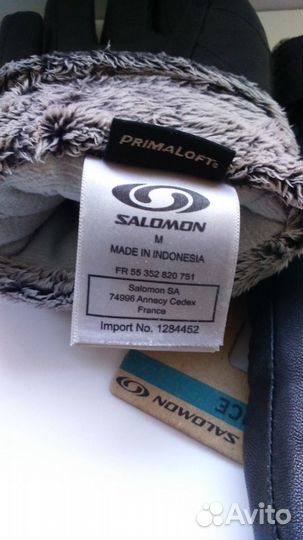 PRIMALOFT®
SALOMON
M
MADE IN INDONESIA
FR 55 352 820 751
Salomon SA
74996 Annecy Cedex
France
Import No. 1284452
SALOMON
Avito